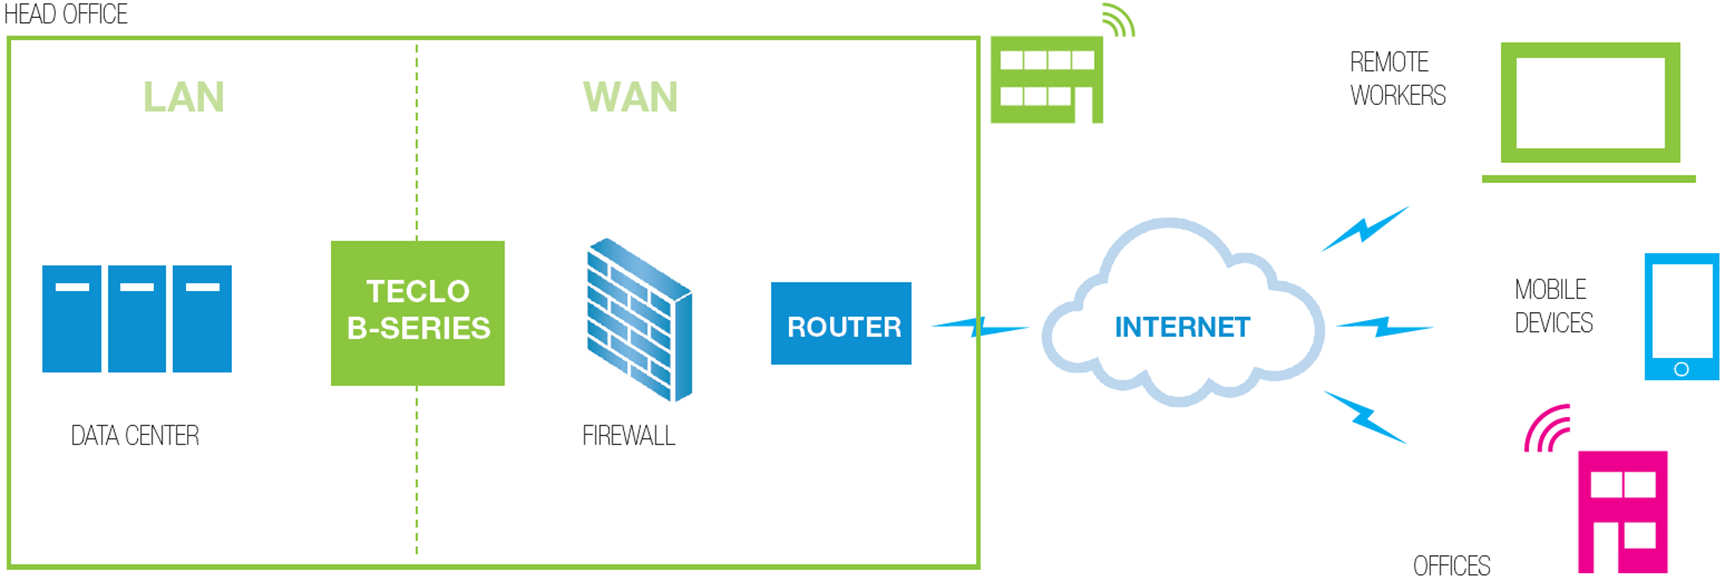 HEAD OFFICE
LAN
WAN
REMOTE
WORKERS
TECLO
B-SERIES
ROUTER
INTERNET
MOBILE
DEVICES
DATA CENTER
FIREWALL
OFFICES